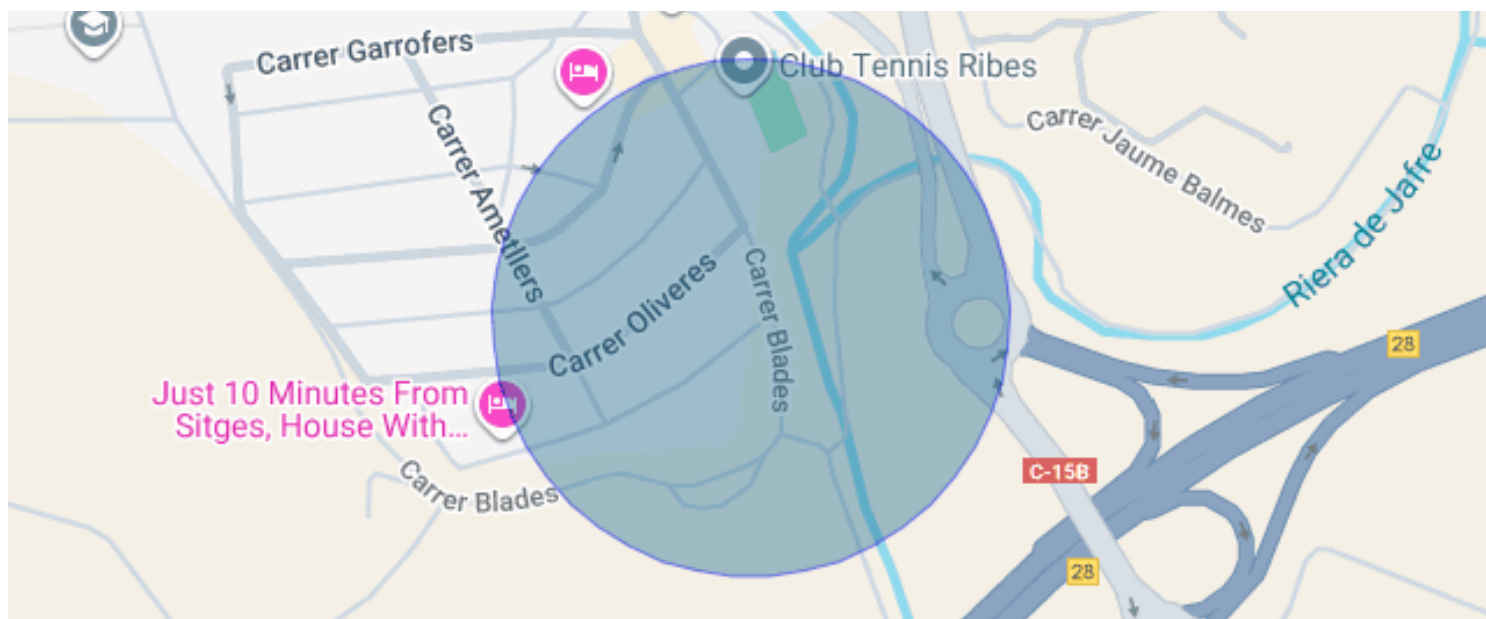 Carrer Garrofers
Club Tennis Ribes
Carrer Ametllers
Carrer Jaume Balmes
Riera de Jafre
Carrer Oliveres
Carrer Blades
28
Just 10 Minutes From
Sitges, House With...
C-15B
Carrer Blades
28